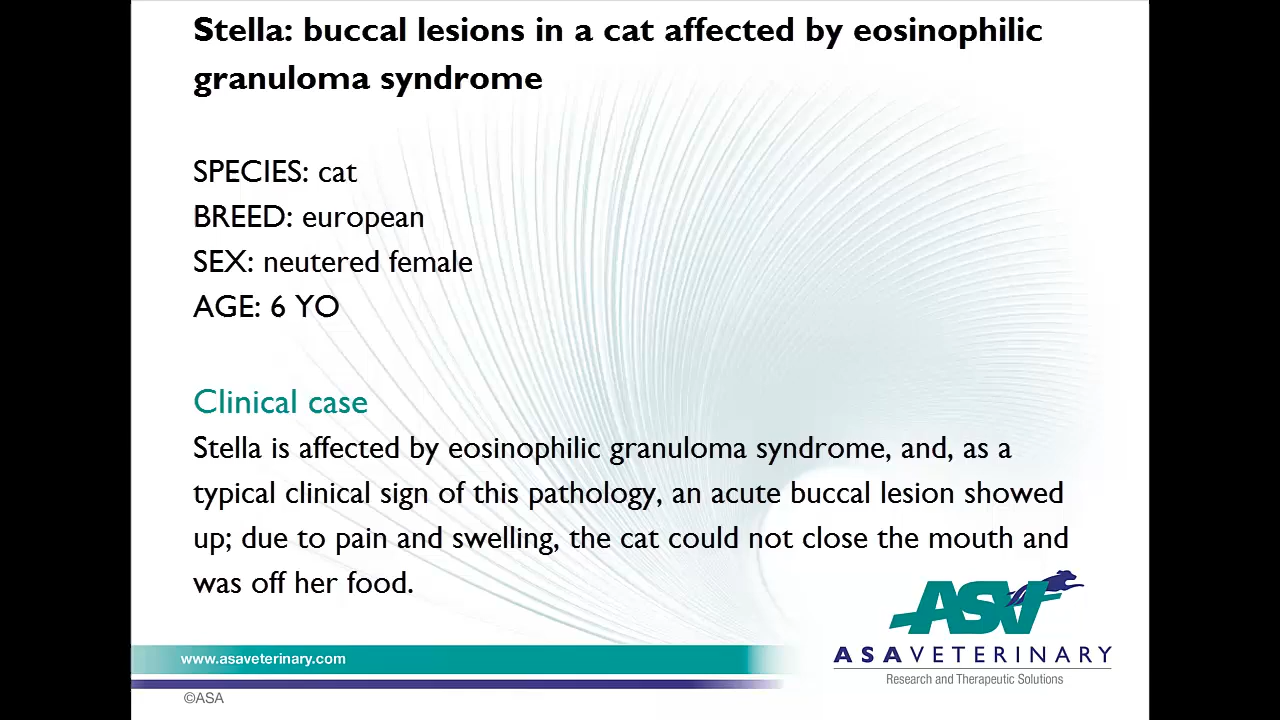 Stella: buccal lesions in a cat affected by eosinophilic
granuloma syndrome
SPECIES: cat
BREED: european
SEX: neutered female
AGE: 6 YO
Clinical case
Stella is affected by eosinophilic granuloma syndrome, and, as a
typical clinical sign of this pathology, an acute buccal lesion showed
up; due to pain and swelling, the cat could not close the mouth and
was off her food.
ASV
ASAVETERINARY
Research and Therapeutic Solutions
www.asaveterinary.com
©ASA